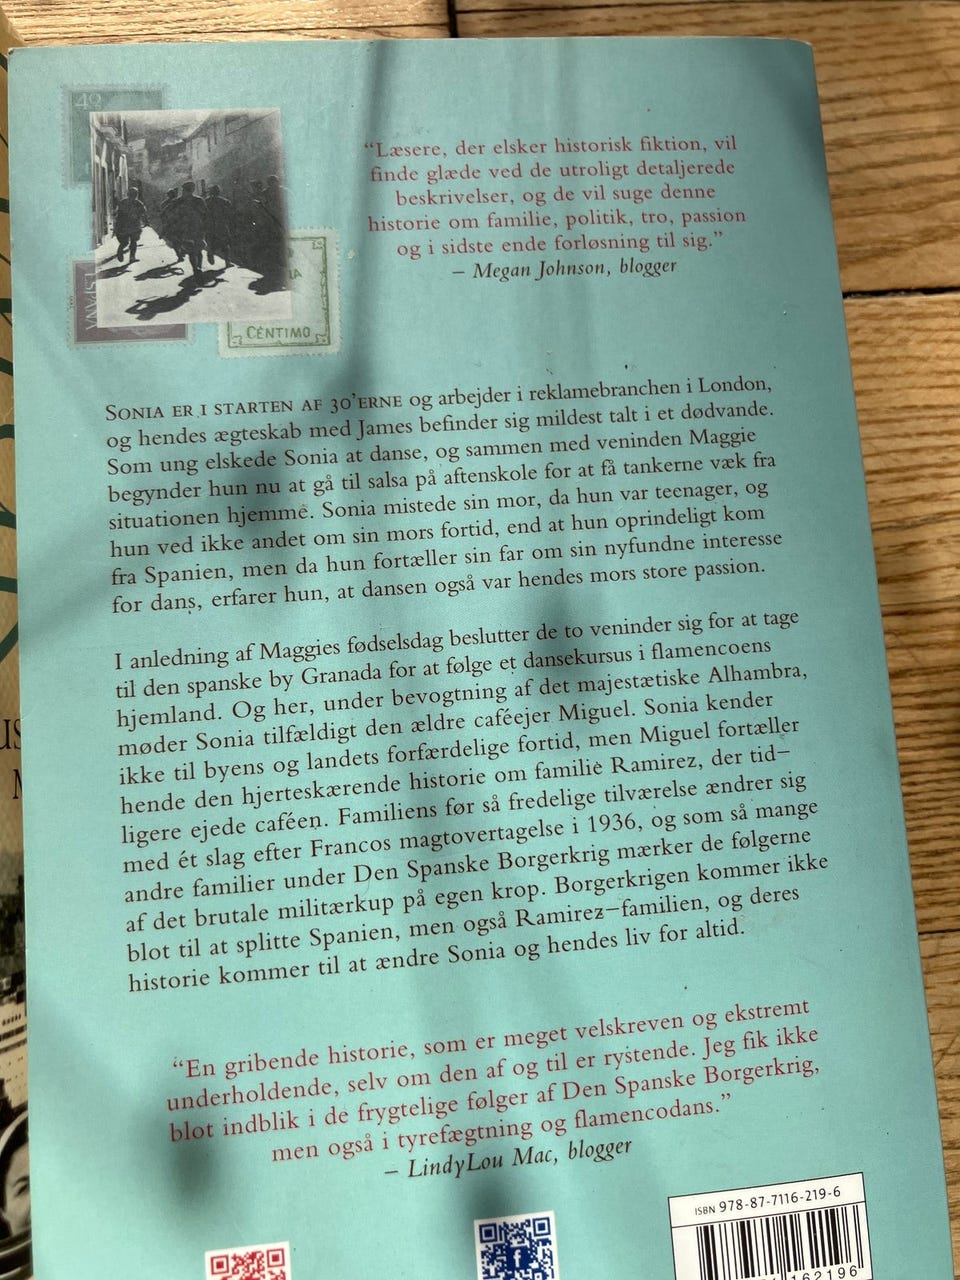 40
ESPAÑA
CÉNTIMO
“Læsere, der elsker historisk fiktion, vil
finde glæde ved de utroligt detaljerede
beskrivelser, og de vil suge denne
historie om familie, politik, tro, passion
og i sidste ende forløsning til sig.”
– Megan Johnson, blogger
SONIA ER I STARTEN AF 30’ERNE og arbejder i reklamebranchen i London,
og hendes ægteskab med James befinder sig mildest talt i et dødvande.
Som ung elskede Sonia at danse, og sammen med veninden Maggie
begynder hun nu at gå til salsa på aftenskole for at få tankerne væk fra
situationen hjemme. Sonia mistede sin mor, da hun var teenager, og
hun ved ikke andet om sin mors fortid, end at hun oprindeligt kom
fra Spanien, men da hun fortæller sin far om sin nyfundne interesse
for dans, erfarer hun, at dansen også var hendes mors store passion.
I anledning af Maggies fødselsdag beslutter de to veninder sig for at tage
til den spanske by Granada for at følge et dansekursus i flamencoens
hjemland. Og her, under bevogtning af det majestætiske Alhambra,
møder Sonia tilfældigt den ældre caféejer Miguel. Sonia kender
ikke til byens og landets forfærdelige fortid, men Miguel fortæller
hende den hjerteskærende historie om familie Ramirez, der tid–
ligere ejede caféen. Familiens før så fredelige tilværelse ændrer sig
med ét slag efter Francos magtovertagelse i 1936, og som så mange
andre familier under Den Spanske Borgerkrig mærker de følgerne
af det brutale militærkup på egen krop. Borgerkrigen kommer ikke
blot til at splitte Spanien, men også Ramirez–familien, og deres
historie kommer til at ændre Sonia og hendes liv for altid.
“En gribende historie, som er meget velskreven og ekstremt
underholdende, selv om den af og til er rystende. Jeg fik ikke
blot indblik i de frygtelige følger af Den Spanske Borgerkrig,
men også i tyrefægtning og flamencodans.”
– LindyLou Mac, blogger
ISBN 978-87-7116-219-6
162196